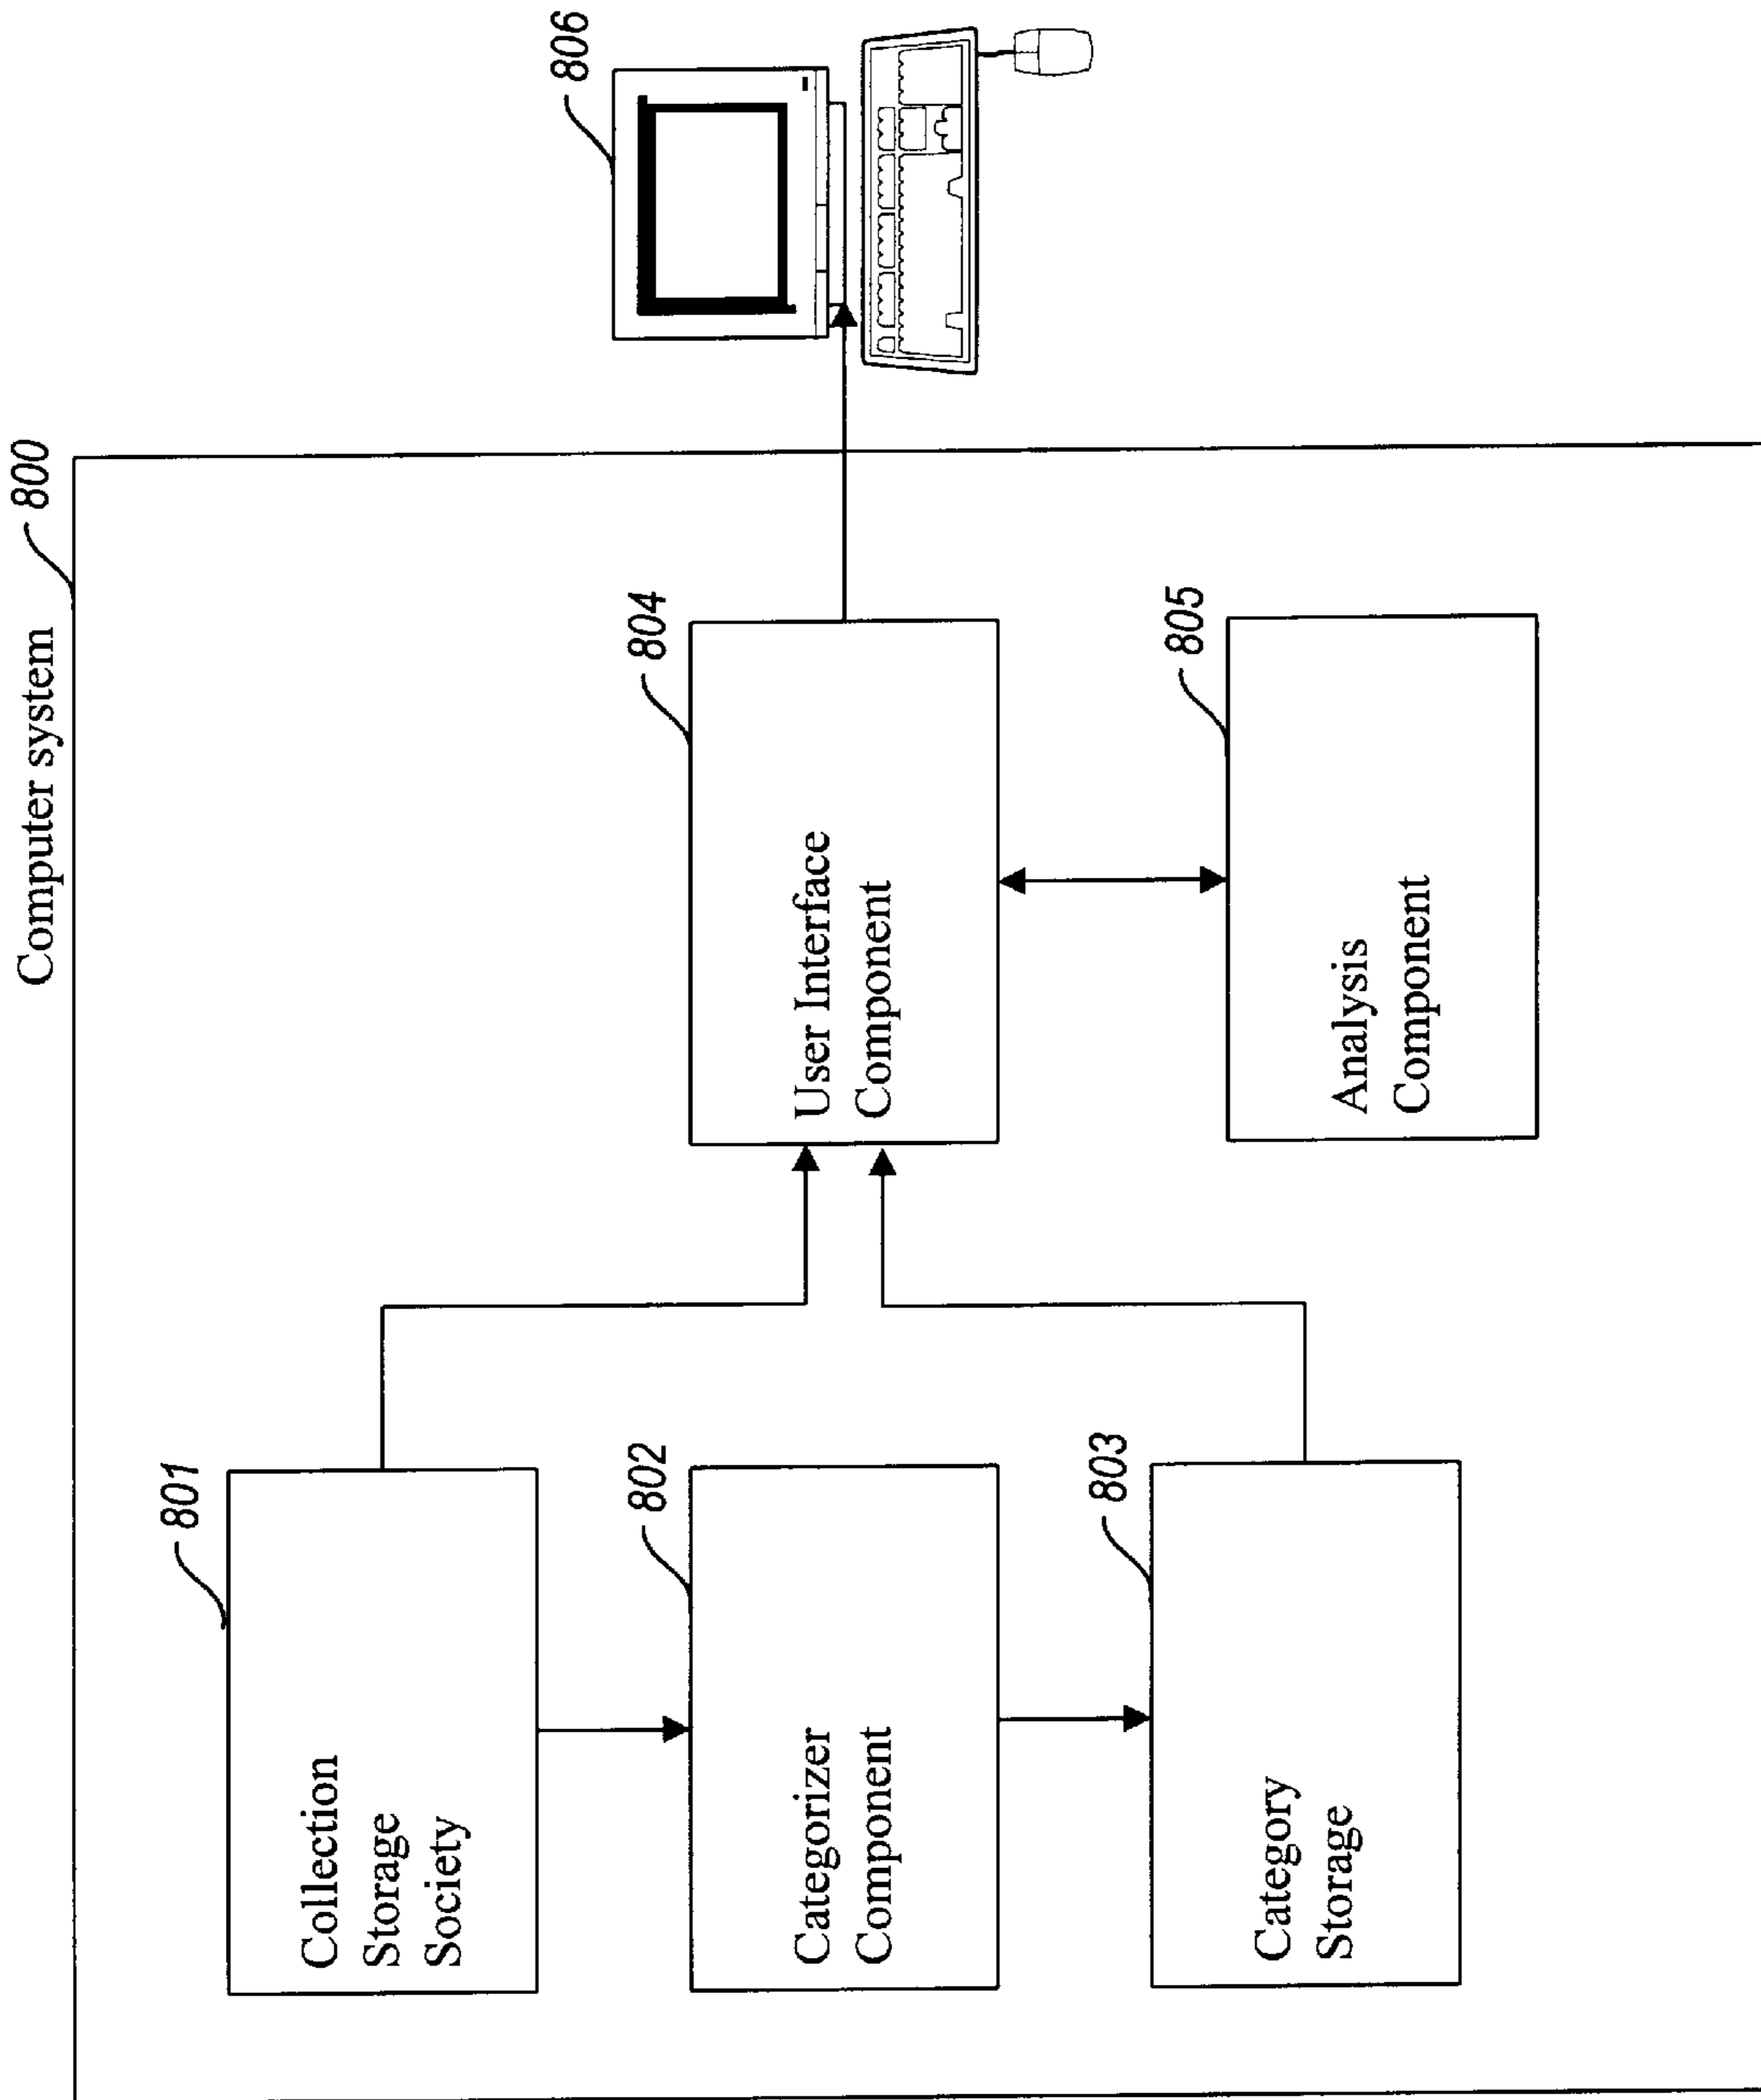 Computer system
800
801
Collection
Storage
Society
802
Categorizer
Component
803
Category
Storage
804
User Interface
Component
805
Analysis
Component
806